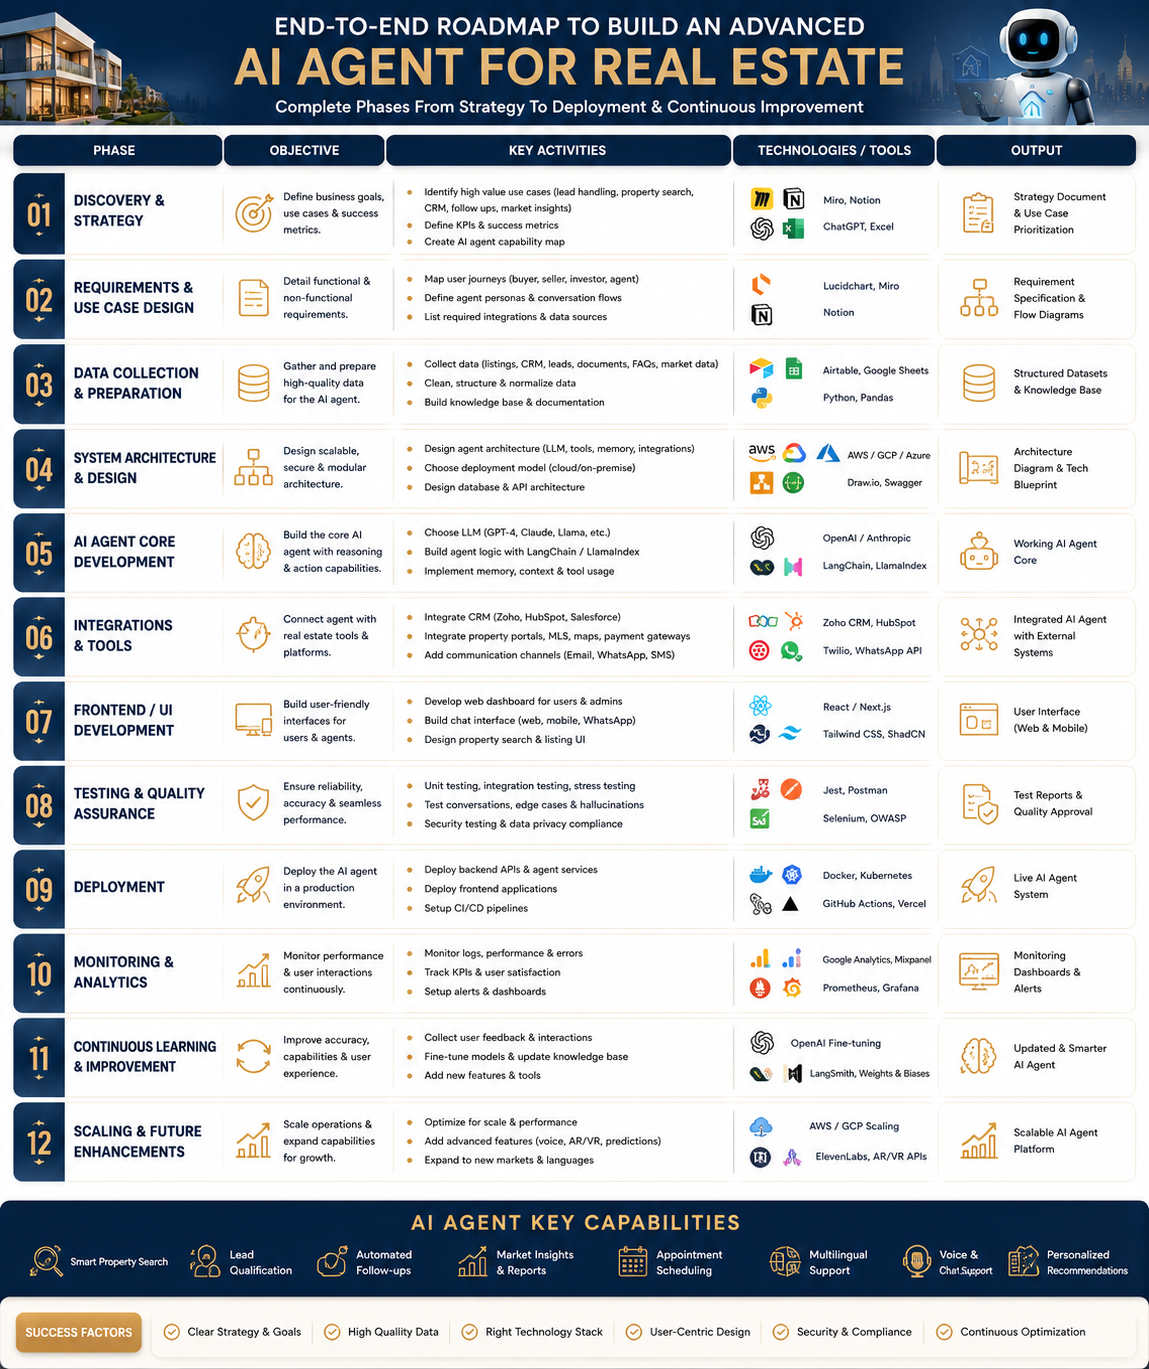 END-TO-END ROADMAP TO BUILD AN ADVANCED
AI AGENT FOR REAL ESTATE
Complete Phases From Strategy To Deployment & Continuous Improvement
PHASE
OBJECTIVE
KEY ACTIVITIES
TECHNOLOGIES / TOOLS
OUTPUT
01
DISCOVERY &
STRATEGY
Define business goals,
use cases & success
metrics.
Identify high value use cases (lead handling, property search,
CRM, follow ups, market insights)
Define KPIs & success metrics
Create AI agent capability map
Miro, Notion
ChatGPT, Excel
Strategy Document
& Use Case
Prioritization
02
REQUIREMENTS &
USE CASE DESIGN
Detail functional &
non-functional
requirements.
Map user journeys (buyer, seller, investor, agent)
Define agent personas & conversation flows
List required integrations & data sources
Lucidchart, Miro
Notion
Requirement
Specification &
Flow Diagrams
03
DATA COLLECTION
& PREPARATION
Gather and prepare
high-quality data
for the AI agent.
Collect data (listings, CRM, leads, documents, FAQs, market data)
Clean, structure & normalize data
Build knowledge base & documentation
Airtable, Google Sheets
Python, Pandas
Structured Datasets
& Knowledge Base
04
SYSTEM ARCHITECTURE
& DESIGN
Design scalable,
secure & modular
architecture.
Design agent architecture (LLM, tools, memory, integrations)
Choose deployment model (cloud/on-premise)
Design database & API architecture
aws
AWS / GCP / Azure
Draw.io, Swagger
Architecture
Diagram & Tech
Blueprint
05
AI AGENT CORE
DEVELOPMENT
Build the core AI
agent with reasoning
& action capabilities.
Choose LLM (GPT-4, Claude, Llama, etc.)
Build agent logic with LangChain / LlamaIndex
Implement memory, context & tool usage
OpenAI / Anthropic
LangChain, LlamaIndex
Working AI Agent
Core
06
INTEGRATIONS
& TOOLS
Connect agent with
real estate tools &
platforms.
Integrate CRM (Zoho, HubSpot, Salesforce)
Integrate property portals, MLS, maps, payment gateways
Add communication channels (Email, WhatsApp, SMS)
Zoho CRM, HubSpot
Twilio, WhatsApp API
Integrated AI Agent
with External
Systems
07
FRONTEND / UI
DEVELOPMENT
Build user-friendly
interfaces for
users & agents.
Develop web dashboard for users & admins
Build chat interface (web, mobile, WhatsApp)
Design property search & listing UI
React / Next.js
Tailwind CSS, ShadCN
User Interface
(Web & Mobile)
08
TESTING & QUALITY
ASSURANCE
Ensure reliability,
accuracy & seamless
performance.
Unit testing, integration testing, stress testing
Test conversations, edge cases & hallucinations
Security testing & data privacy compliance
Jest, Postman
Selenium, OWASP
Test Reports &
Quality Approval
09
DEPLOYMENT
Deploy the AI agent
in a production
environment.
Deploy backend APIs & agent services
Deploy frontend applications
Setup CI/CD pipelines
Docker, Kubernetes
GitHub Actions, Vercel
Live AI Agent
System
10
MONITORING &
ANALYTICS
Monitor performance
& user interactions
continuously.
Monitor logs, performance & errors
Track KPIs & user satisfaction
Setup alerts & dashboards
Google Analytics, Mixpanel
Prometheus, Grafana
Monitoring
Dashboards &
Alerts
11
CONTINUOUS LEARNING
& IMPROVEMENT
Improve accuracy,
capabilities & user
experience.
Collect user feedback & interactions
Fine-tune models & update knowledge base
Add new features & tools
OpenAI Fine-tuning
LangSmith, Weights & Biases
Updated & Smarter
AI Agent
12
SCALING & FUTURE
ENHANCEMENTS
Scale operations &
expand capabilities
for growth.
Optimize for scale & performance
Add advanced features (voice, AR/VR, predictions)
Expand to new markets & languages
AWS / GCP Scaling
ElevenLabs, AR/VR APIs
Scalable AI Agent
Platform
AI AGENT KEY CAPABILITIES
Smart Property Search
Lead
Qualification
Automated
Follow-ups
Market Insights
& Reports
Appointment
Scheduling
Multilingual
Support
Voice &
Chat Support
Personalized
Recommendations
SUCCESS FACTORS
Clear Strategy & Goals
High Quality Data
Right Technology Stack
User-Centric Design
Security & Compliance
Continuous Optimization